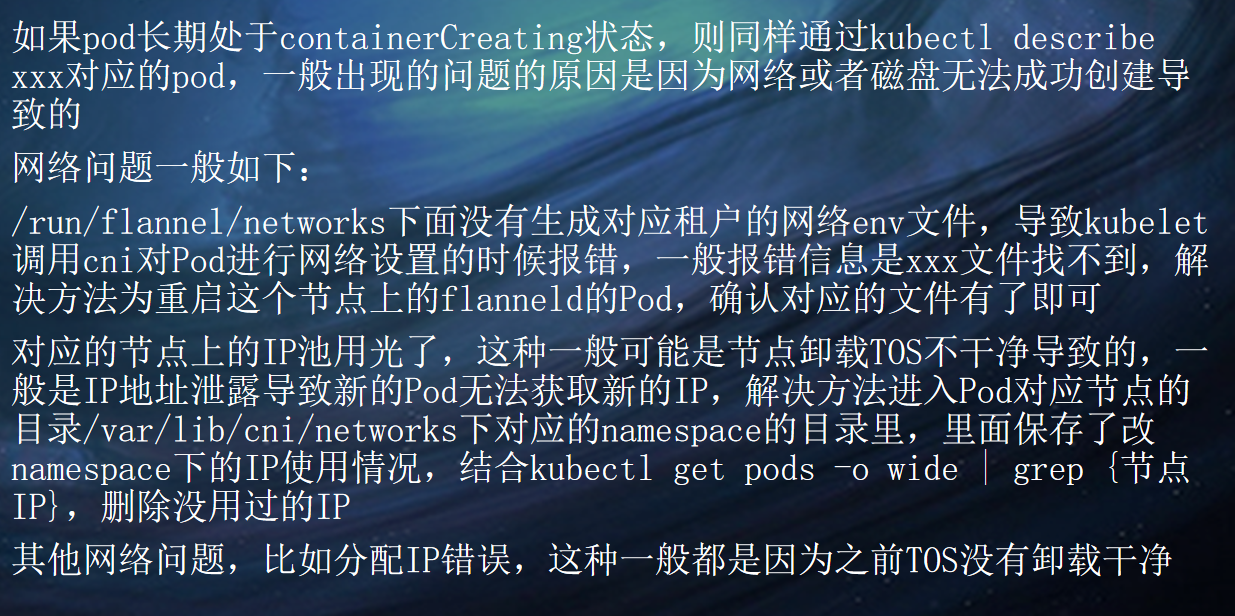 如果pod长期处于containerCreating状态，则同样通过kubectl describe
xxx对应的pod，一般出现的问题的原因是因为网络或者磁盘无法成功创建导
致的
网络问题一般如下：
/run/flannel/networks下面没有生成对应租户的网络env文件，导致kubelet
调用cni对Pod进行网络设置的时候报错，一般报错信息是xxx文件找不到，解
决方法为重启这个节点上的flanneld的Pod，确认对应的文件有了即可
对应的节点上的IP池用光了，这种一般可能是节点卸载TOS不干净导致的，一
般是IP地址泄露导致新的Pod无法获取新的IP，解决方法进入Pod对应节点的
目录/var/lib/cni/networks下对应的namespace的目录里，里面保存了改
namespace下的IP使用情况，结合kubectl get pods -o wide | grep {节点
IP}，删除没用过的IP
其他网络问题，比如分配IP错误，这种一般都是因为之前TOS没有卸载干净